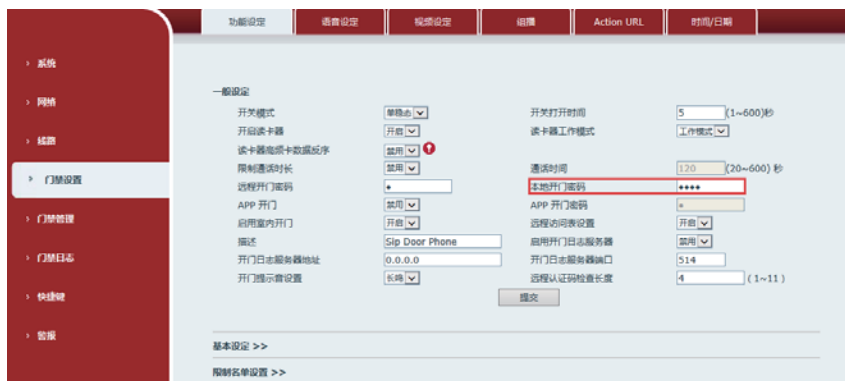 功能设定 语音设定 视频设定 组播 Action URL 时间/日期
› 系统
› 网络
› 线路
› 门禁设置
› 门禁管理
› 门禁日志
› 快捷键
› 警报
一般设定
开关模式 单稳态 开关打开时间 5 (1~600)秒
开启读卡器 开启 读卡器工作模式 工作模式
读卡器高频卡数据反序 禁用
限制通话时长 禁用 通话时间 120 (20~600) 秒
远程开门密码 • 本地开门密码 ••••
APP 开门 禁用 APP 开门密码 •
启用室内开门 开启 远程访问表设置 开启
描述 Sip Door Phone 启用开门日志服务器 禁用
开门日志服务器地址 0.0.0.0 开门日志服务器端口 514
开门提示音设置 长鸣 远程认证码检查长度 4 (1~11)
提交
基本设定 >>
限制名单设置 >>